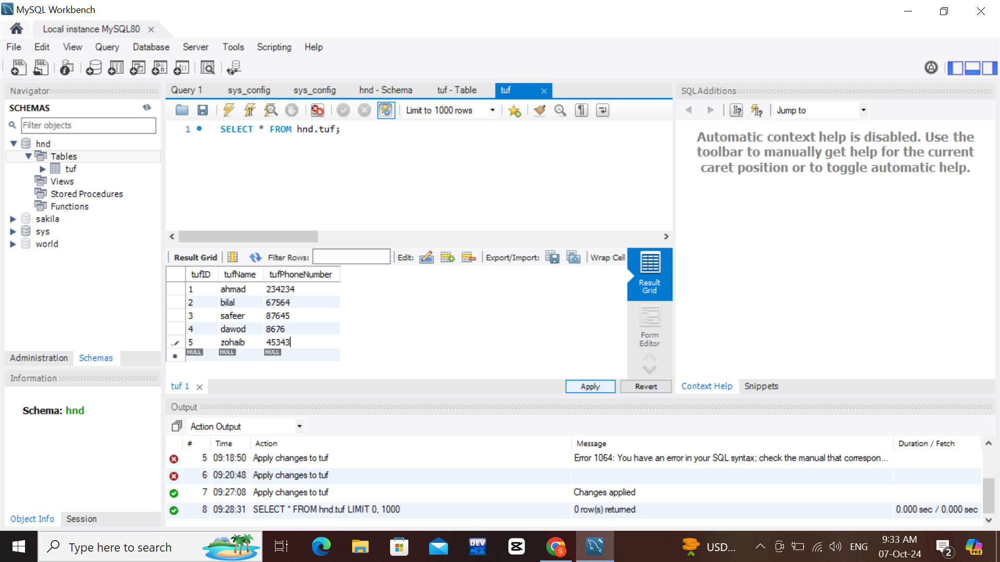 MySQL Workbench
Local instance MySQL80
File Edit View Query Database Server Tools Scripting Help
Navigator
SCHEMAS
Filter objects
hnd
Tables
tuf
Views
Stored Procedures
Functions
sakila
sys
world
Administration Schemas
Information
Schema: hnd
Object Info Session
Query 1 sys_config sys_config hnd - Schema tuf - Table tuf
Limit to 1000 rows
1 SELECT * FROM hnd.tuf;
Result Grid Filter Rows: Edit: Export/Import: Wrap Cell
tufID tufName tufPhoneNumber
1 ahmad 234234
2 bilal 67564
3 safeer 87645
4 dawod 8676
5 zohaib 45343
NULL NULL NULL
Result
Grid
Form
Editor
tuf 1 Apply Revert
SQLAdditions
Jump to
Automatic context help is disabled. Use the
toolbar to manually get help for the current
caret position or to toggle automatic help.
Context Help Snippets
Output
Action Output
# Time Action Message Duration / Fetch
5 09:18:50 Apply changes to tuf Error 1064: You have an error in your SQL syntax; check the manual that correspon...
6 09:20:48 Apply changes to tuf
7 09:27:08 Apply changes to tuf Changes applied
8 09:28:31 SELECT * FROM hnd.tuf LIMIT 0, 1000 0 row(s) returned 0.000 sec / 0.000 sec
Type here to search
DEV
C++
S
USD...
ENG
9:33 AM
07-Oct-24
2
PRE